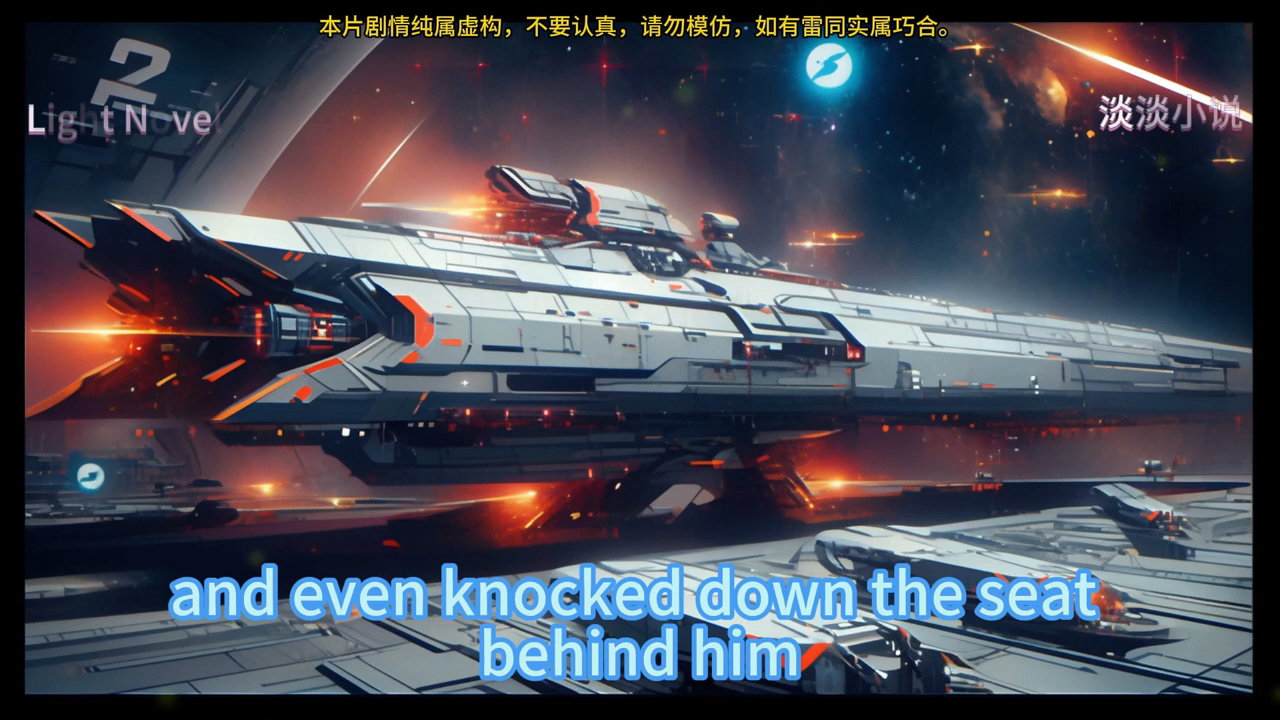 本片剧情纯属虚构，不要认真，请勿模仿，如有雷同实属巧合。
2
Light Novel
淡淡小说
and even knocked down the seat
behind him